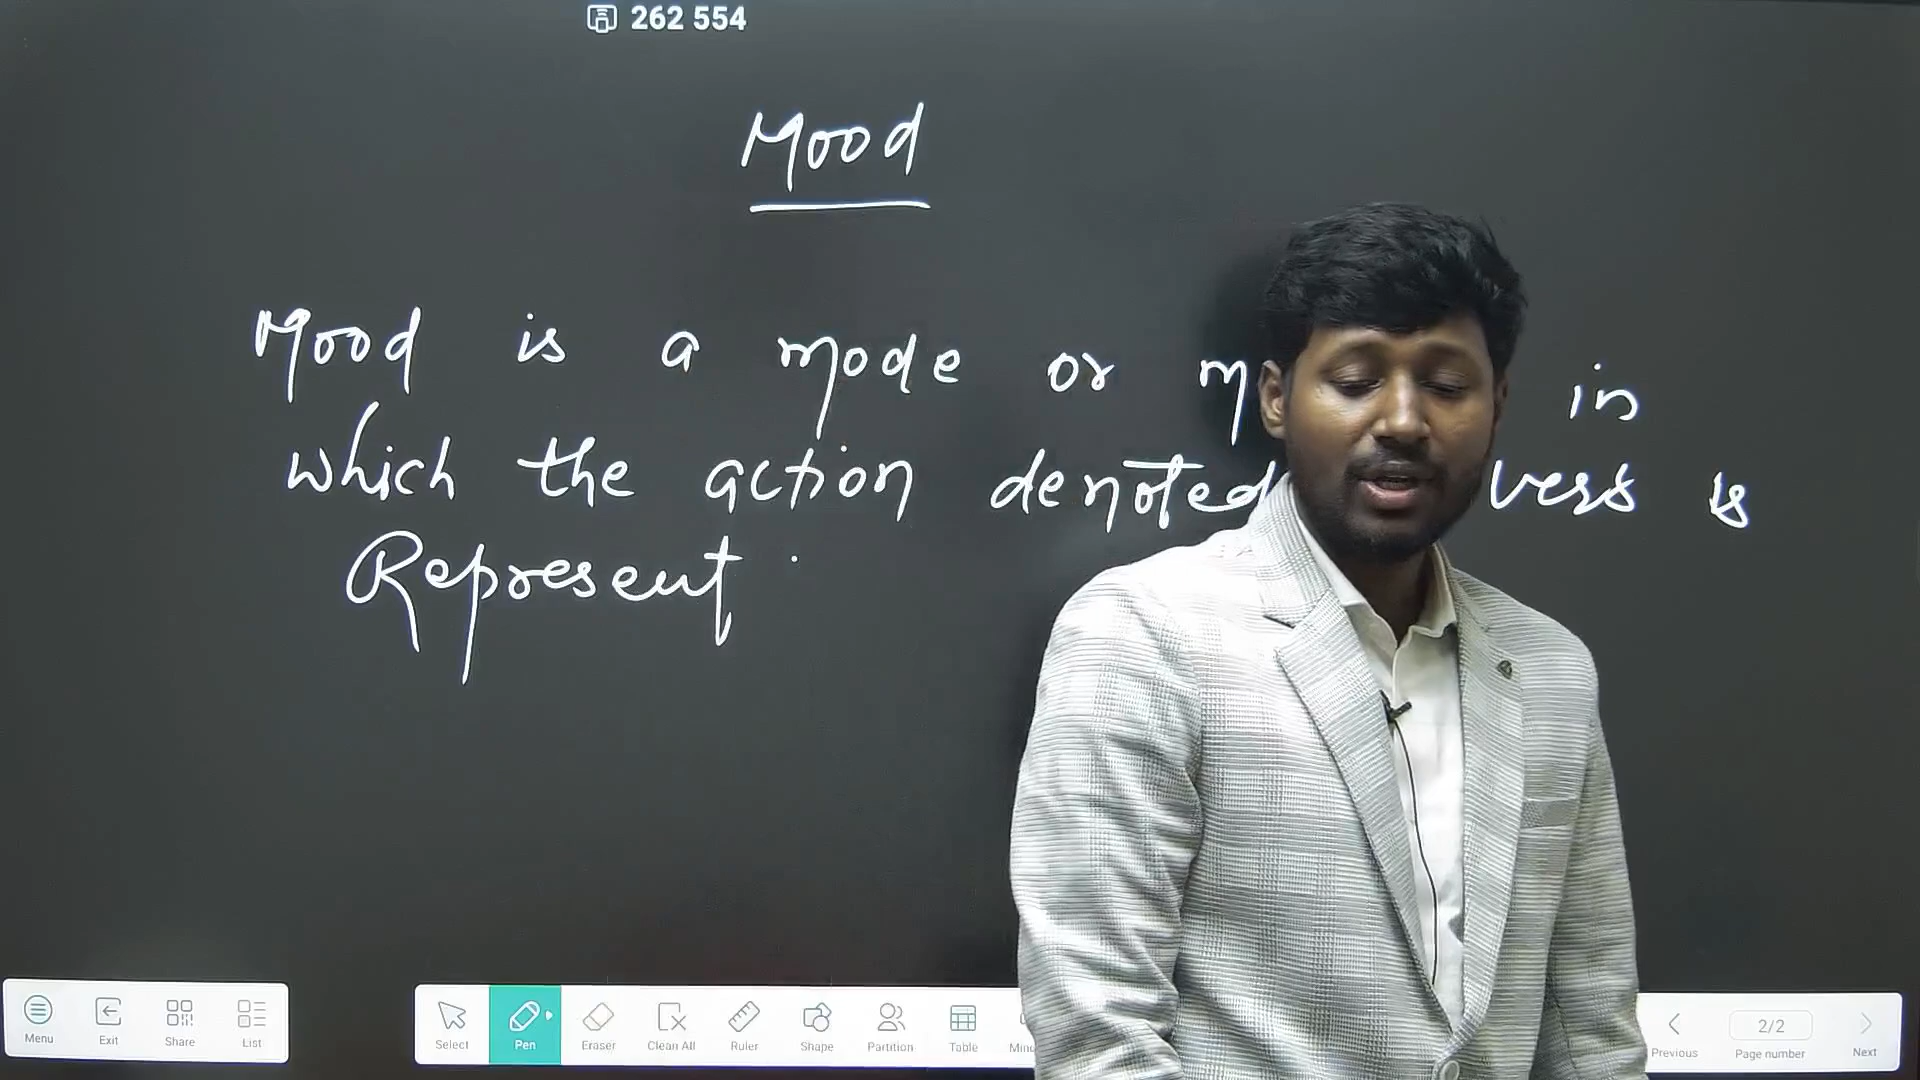 262 554
Mood
Mood is a mode or in
which the action denoted verb is
Represent.
Menu Exit Share List Select Pen Eraser Clean All Ruler Shape Partition Table Previous 2/2 Page number Next